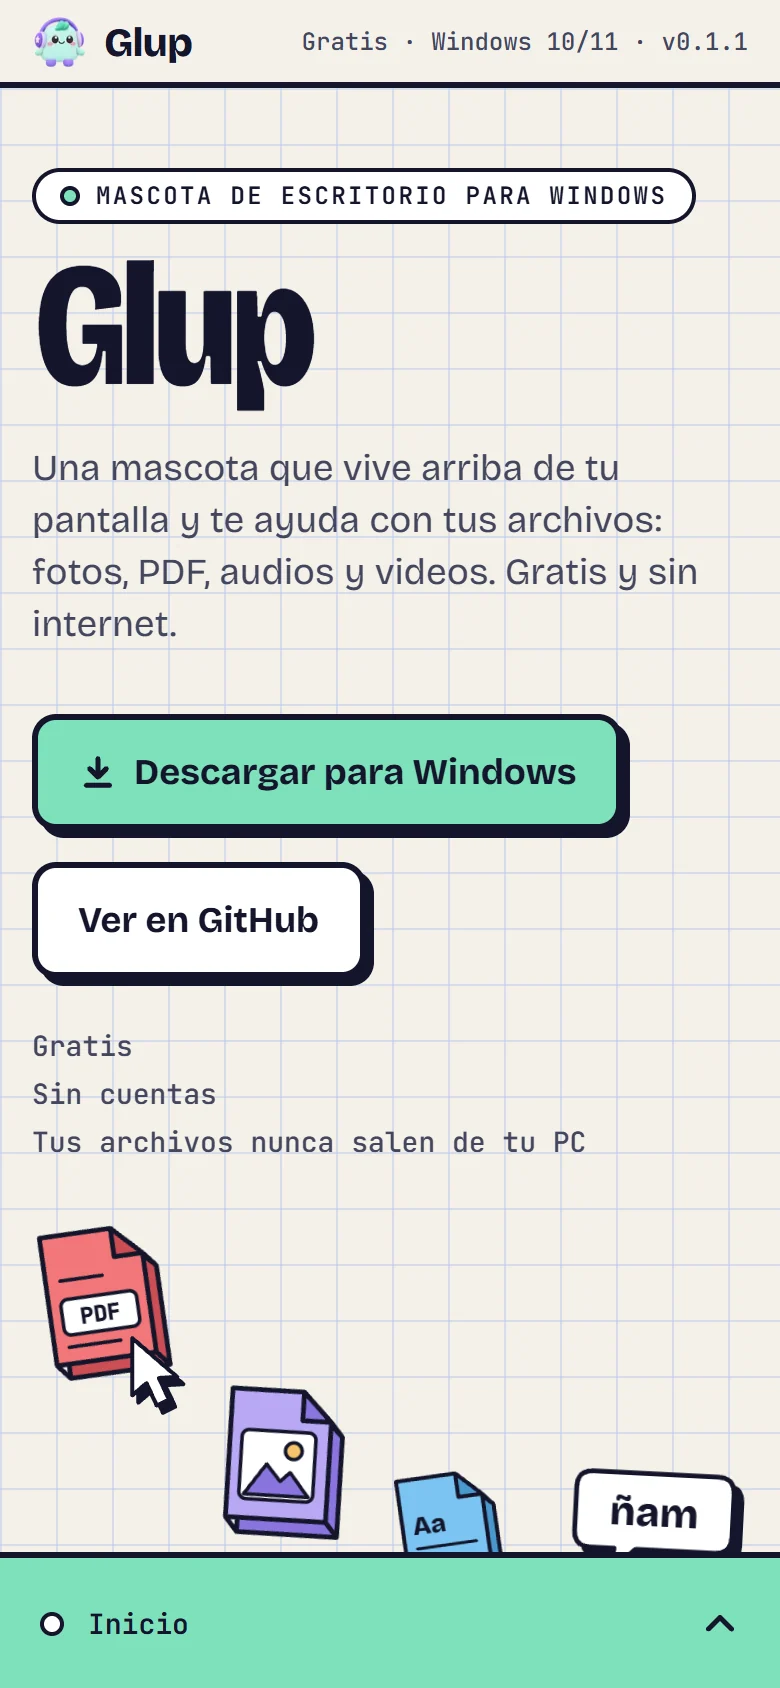 Glup
Gratis · Windows 10/11 · v0.1.1
MASCOTA DE ESCRITORIO PARA WINDOWS
Glup
Una mascota que vive arriba de tu
pantalla y te ayuda con tus archivos:
fotos, PDF, audios y videos. Gratis y sin
internet.
Descargar para Windows
Ver en GitHub
Gratis
Sin cuentas
Tus archivos nunca salen de tu PC
PDF
Aa
ñam
Inicio